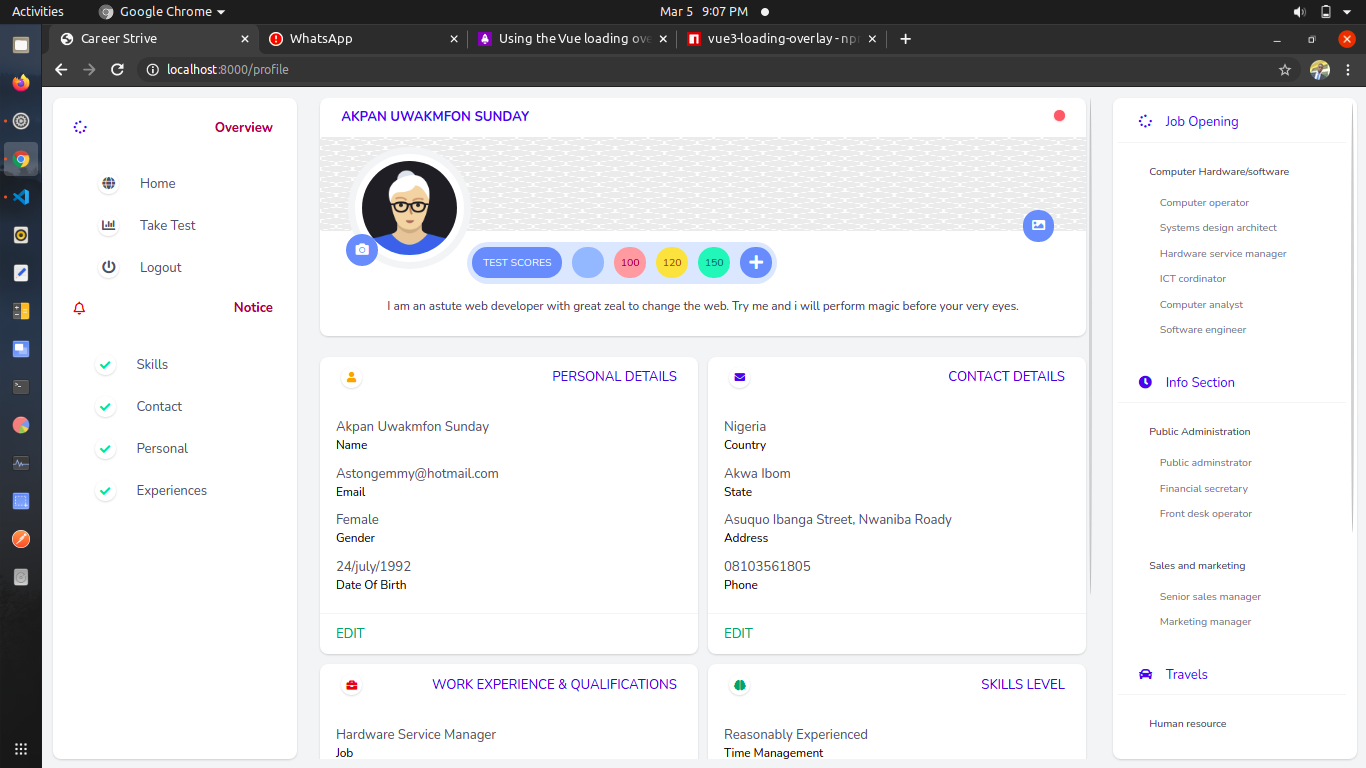 Activities
Google Chrome
Mar 5 9:07 PM
Career Strive
WhatsApp
Using the Vue loading ove
vue3-loading-overlay - npr
localhost:8000/profile
Overview
Home
Take Test
Logout
Notice
Skills
Contact
Personal
Experiences
AKPAN UWAKMFON SUNDAY
TEST SCORES
100
120
150
I am an astute web developer with great zeal to change the web. Try me and i will perform magic before your very eyes.
PERSONAL DETAILS
Akpan Uwakmfon Sunday
Name
Astongemmy@hotmail.com
Email
Female
Gender
24/july/1992
Date Of Birth
EDIT
CONTACT DETAILS
Nigeria
Country
Akwa Ibom
State
Asuquo Ibanga Street, Nwaniba Roady
Address
08103561805
Phone
EDIT
WORK EXPERIENCE & QUALIFICATIONS
Hardware Service Manager
Job
SKILLS LEVEL
Reasonably Experienced
Time Management
Job Opening
Computer Hardware/software
Computer operator
Systems design architect
Hardware service manager
ICT cordinator
Computer analyst
Software engineer
Info Section
Public Administration
Public adminstrator
Financial secretary
Front desk operator
Sales and marketing
Senior sales manager
Marketing manager
Travels
Human resource